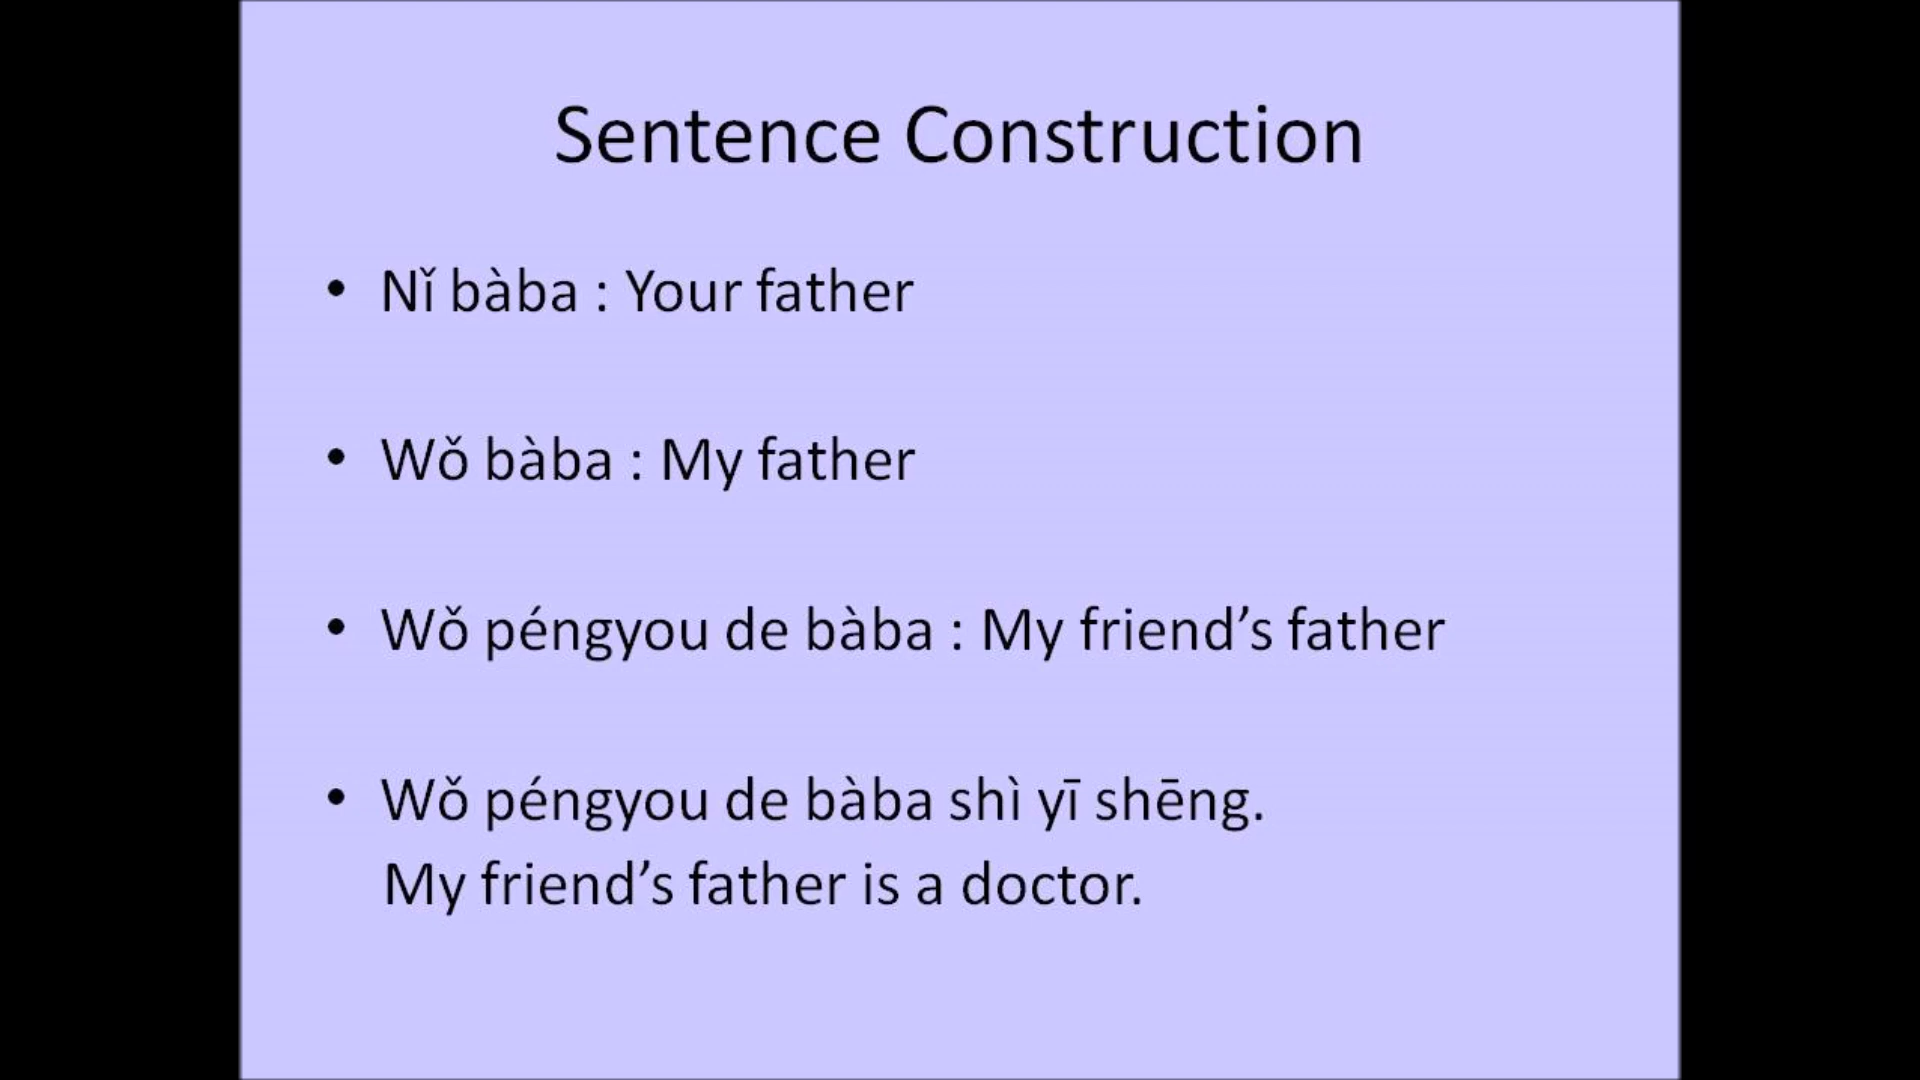 Sentence Construction
• Nǐ bàba : Your father
• Wǒ bàba : My father
• Wǒ péngyou de bàba : My friend’s father
• Wǒ péngyou de bàba shì yī shēng.
My friend’s father is a doctor.